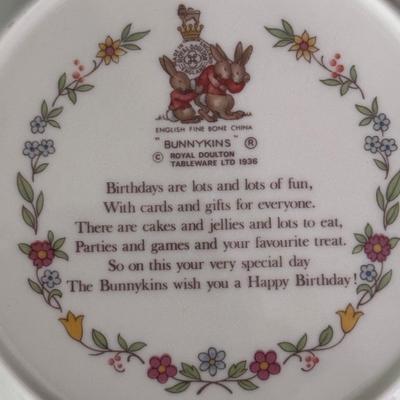 ENGLISH FINE BONE CHINA
"BUNNYKINS" ®
© ROYAL DOULTON
TABLEWARE LTD 1936
Birthdays are lots and lots of fun,
With cards and gifts for everyone.
There are cakes and jellies and lots to eat,
Parties and games and your favourite treat.
So on this your very special day
The Bunnykins wish you a Happy Birthday!